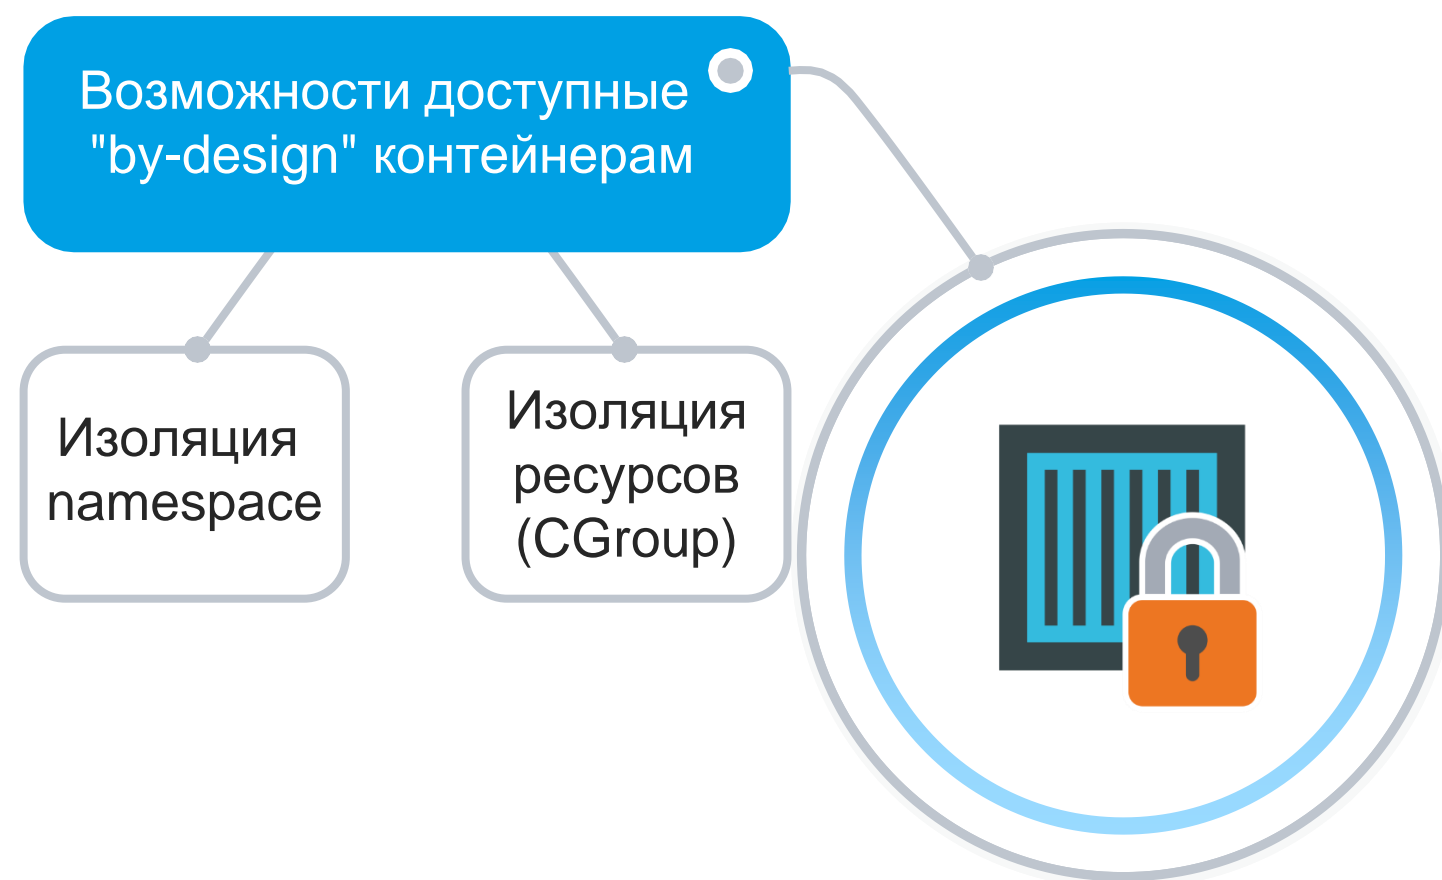 Возможности доступные
"by-design" контейнерам
Изоляция
namespace
Изоляция
ресурсов
(CGroup)